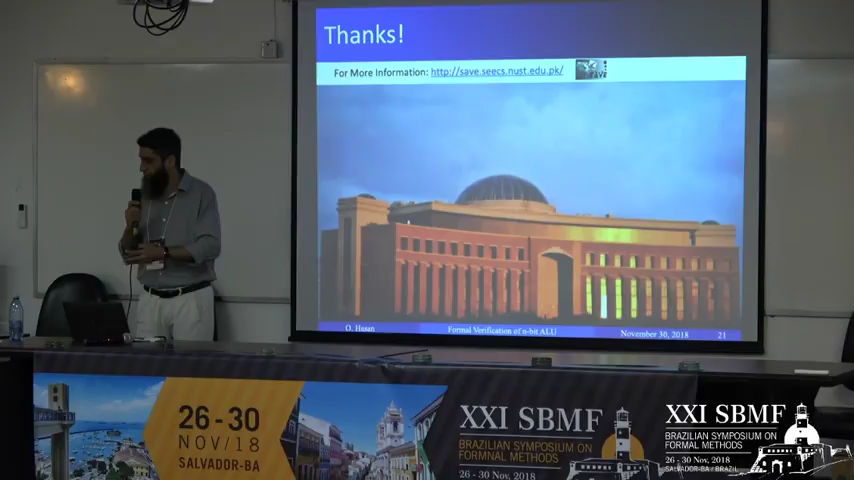 Thanks!
For More Information: http://save.seecs.nust.edu.pk/
O. Hasan
Formal Verification of n-bit ALU
November 30, 2018
21
26-30
NOV/18
SALVADOR-BA
XXI SBMF
BRAZILIAN SYMPOSIUM ON
FORMNAL METHODS
26 - 30 Nov, 2018
XXI SBMF
BRAZILIAN SYMPOSIUM ON
FORMAL METHODS
26 - 30 Nov, 2018
SALVADOR-BA / BRAZIL